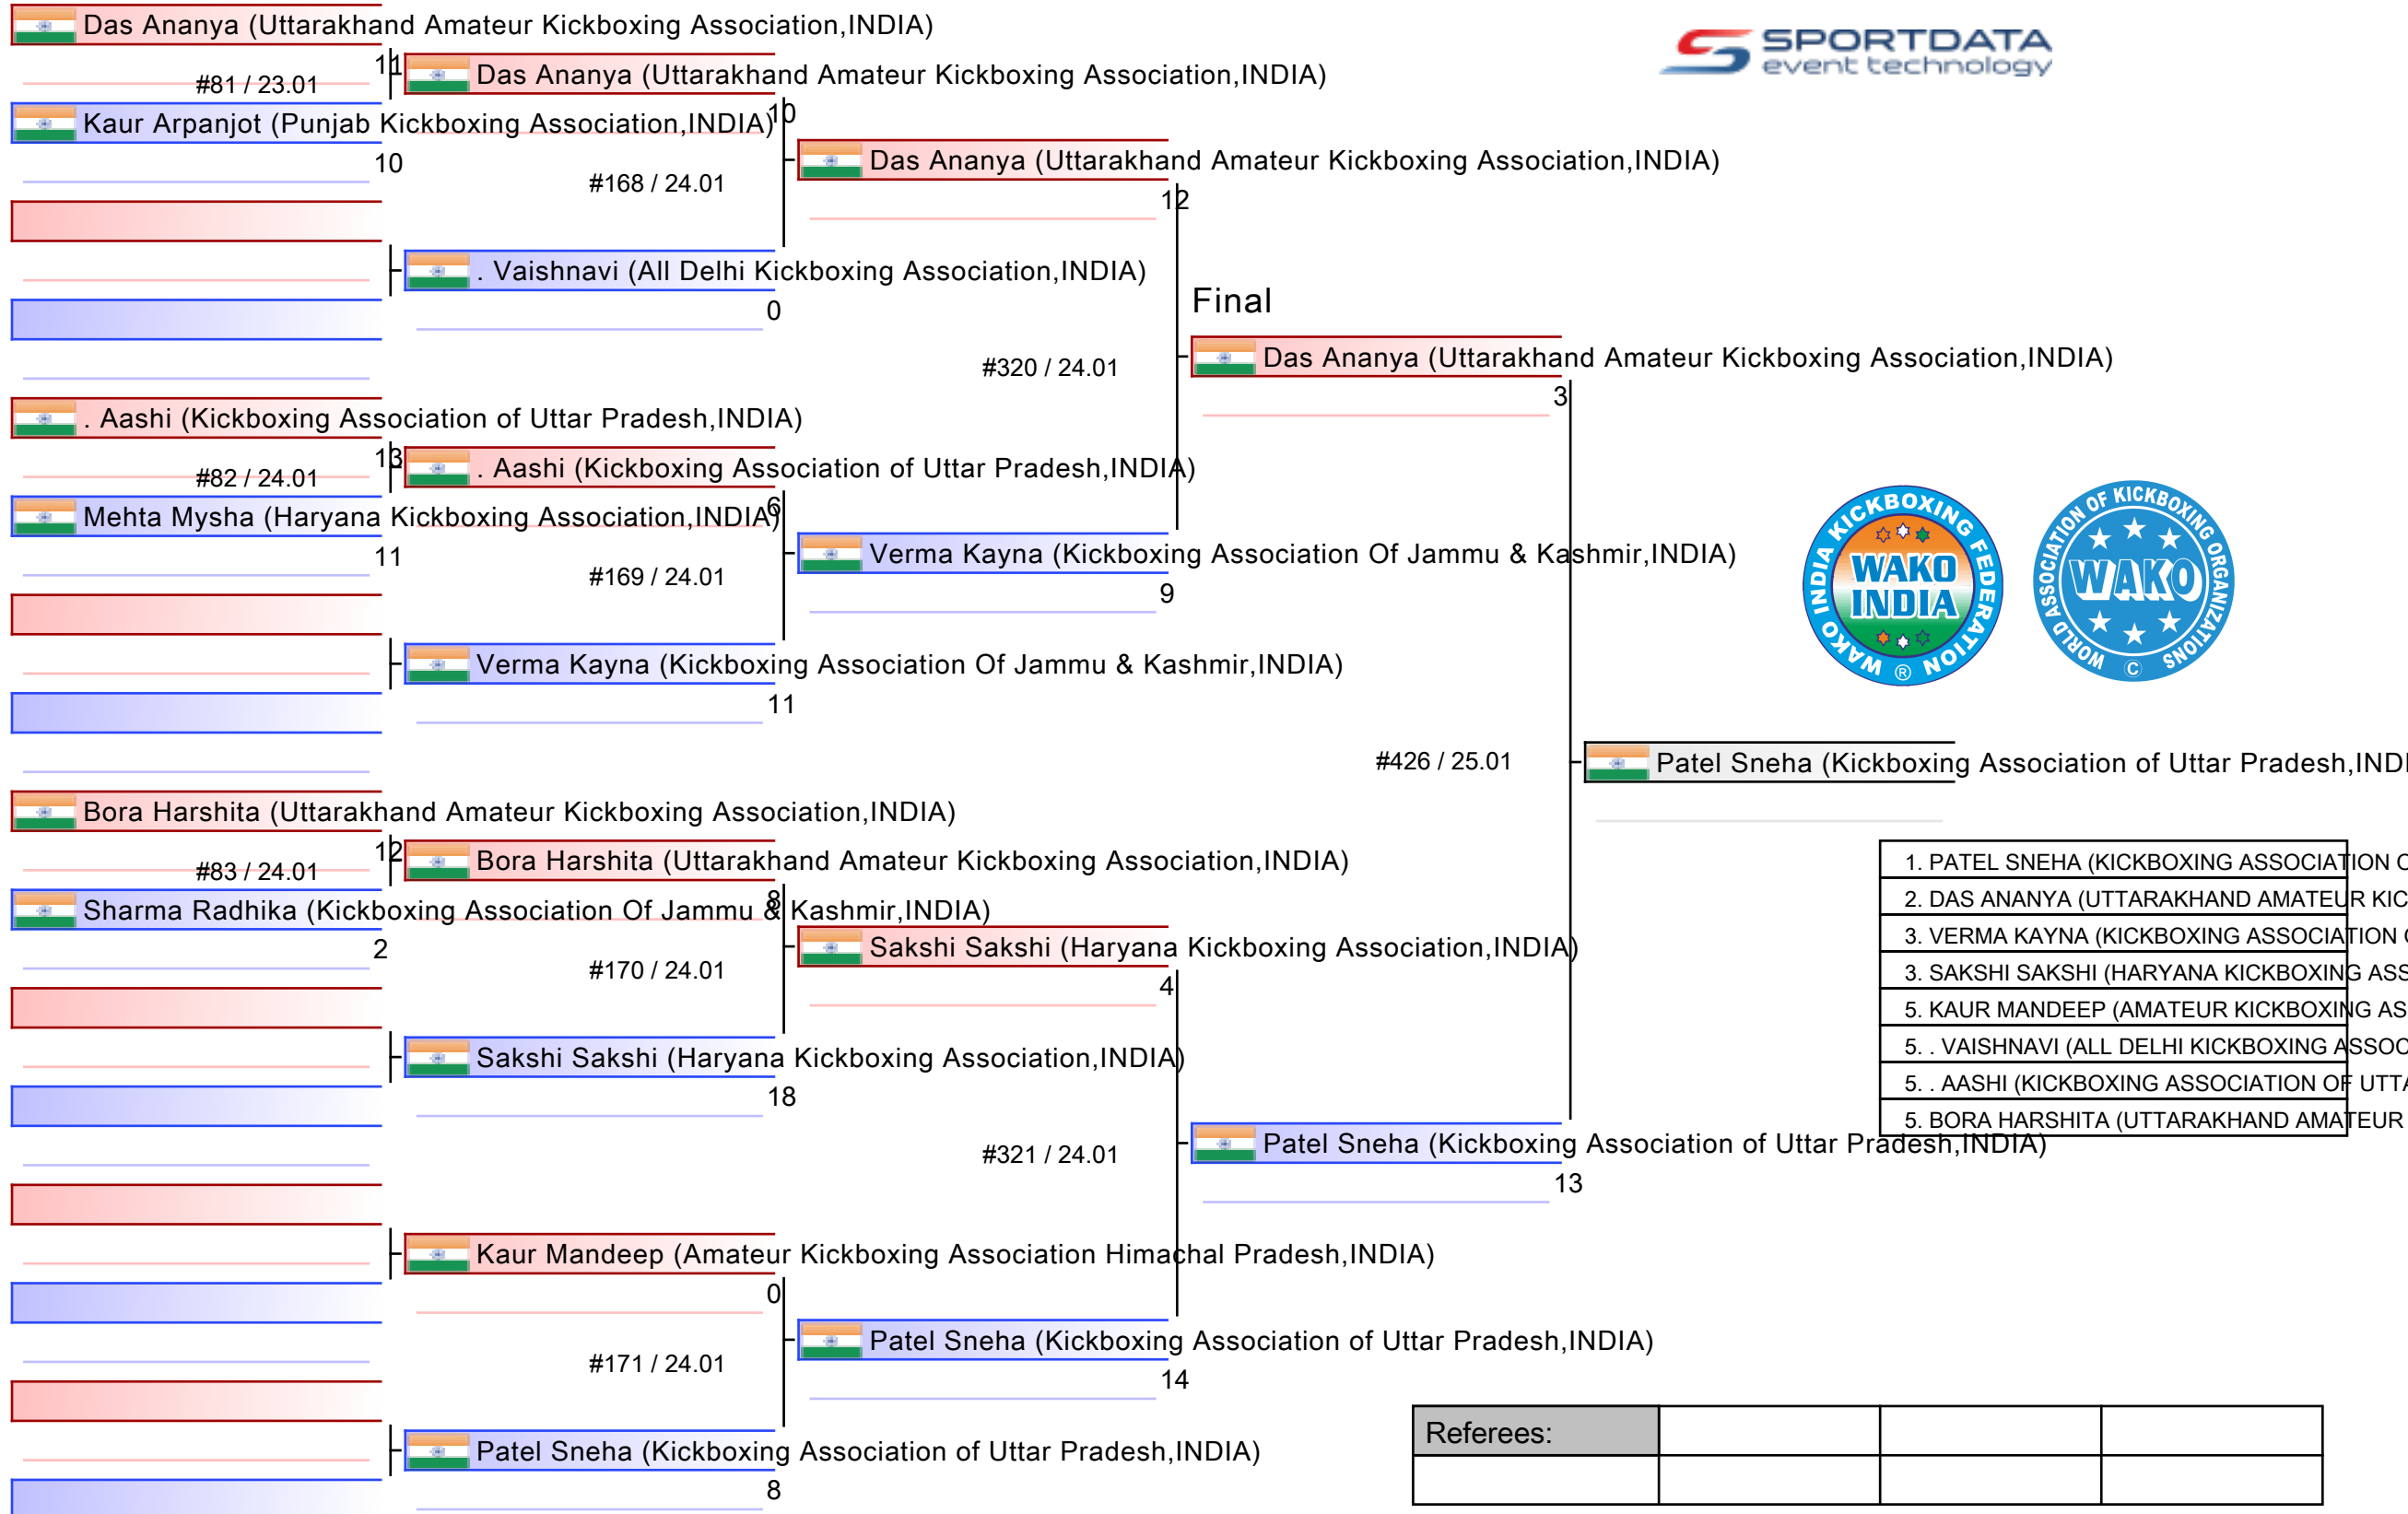 Das Ananya (Uttarakhand Amateur Kickboxing Association,INDIA)
11
#81 / 23.01
Kaur Arpanjot (Punjab Kickboxing Association,INDIA)
10
. Aashi (Kickboxing Association of Uttar Pradesh,INDIA)
13
#82 / 24.01
Mehta Mysha (Haryana Kickboxing Association,INDIA)
11
Bora Harshita (Uttarakhand Amateur Kickboxing Association,INDIA)
12
#83 / 24.01
Sharma Radhika (Kickboxing Association Of Jammu & Kashmir,INDIA)
2
Das Ananya (Uttarakhand Amateur Kickboxing Association,INDIA)
10
#168 / 24.01
. Vaishnavi (All Delhi Kickboxing Association,INDIA)
0
. Aashi (Kickboxing Association of Uttar Pradesh,INDIA)
6
#169 / 24.01
Verma Kayna (Kickboxing Association Of Jammu & Kashmir,INDIA)
11
Bora Harshita (Uttarakhand Amateur Kickboxing Association,INDIA)
8
#170 / 24.01
Sakshi Sakshi (Haryana Kickboxing Association,INDIA)
18
Kaur Mandeep (Amateur Kickboxing Association Himachal Pradesh,INDIA)
0
#171 / 24.01
Patel Sneha (Kickboxing Association of Uttar Pradesh,INDIA)
8
Das Ananya (Uttarakhand Amateur Kickboxing Association,INDIA)
12
#320 / 24.01
Verma Kayna (Kickboxing Association Of Jammu & Kashmir,INDIA)
9
Sakshi Sakshi (Haryana Kickboxing Association,INDIA)
4
#321 / 24.01
Patel Sneha (Kickboxing Association of Uttar Pradesh,INDIA)
14
Final
Das Ananya (Uttarakhand Amateur Kickboxing Association,INDIA)
3
#426 / 25.01
Patel Sneha (Kickboxing Association of Uttar Pradesh,INDIA)
13
SPORTDATA
event technology
WAKO INDIA KICKBOXING FEDERATION
WAKO
INDIA
®
WORLD ASSOCIATION OF KICKBOXING ORGANIZATIONS
WAKO
©
Patel Sneha (Kickboxing Association of Uttar Pradesh,INDI
1. PATEL SNEHA (KICKBOXING ASSOCIATION
2. DAS ANANYA (UTTARAKHAND AMATEUR KIC
3. VERMA KAYNA (KICKBOXING ASSOCIATION
3. SAKSHI SAKSHI (HARYANA KICKBOXING ASS
5. KAUR MANDEEP (AMATEUR KICKBOXING AS
5. . VAISHNAVI (ALL DELHI KICKBOXING ASSOC
5. . AASHI (KICKBOXING ASSOCIATION OF UTTA
5. BORA HARSHITA (UTTARAKHAND AMATEUR
Referees: